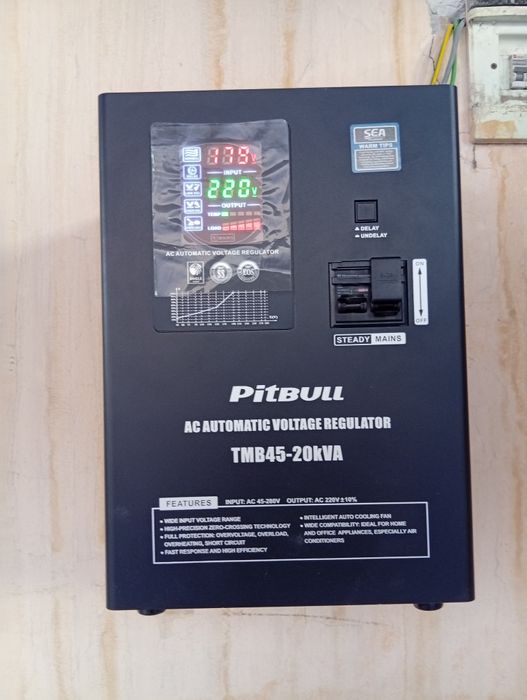 SEA
WARM TIPS
179V
INPUT
220V
OUTPUT
TEMP
LOAD
DELAY
UNDELAY
AC AUTOMATIC VOLTAGE REGULATOR
ON
OFF
STEADY MAINS
PITBULL
AC AUTOMATIC VOLTAGE REGULATOR
TMB45-20kVA
FEATURES INPUT: AC 45-280V OUTPUT: AC 220V±10%
• WIDE INPUT VOLTAGE RANGE
• HIGH-PRECISION ZERO-CROSSING TECHNOLOGY
• FULL PROTECTION: OVERVOLTAGE, OVERLOAD,
OVERHEATING, SHORT CIRCUIT
• FAST RESPONSE AND HIGH EFFICIENCY
• INTELLIGENT AUTO COOLING FAN
• WIDE COMPATIBILITY: IDEAL FOR HOME
AND OFFICE APPLIANCES, ESPECIALLY AIR
CONDITIONERS